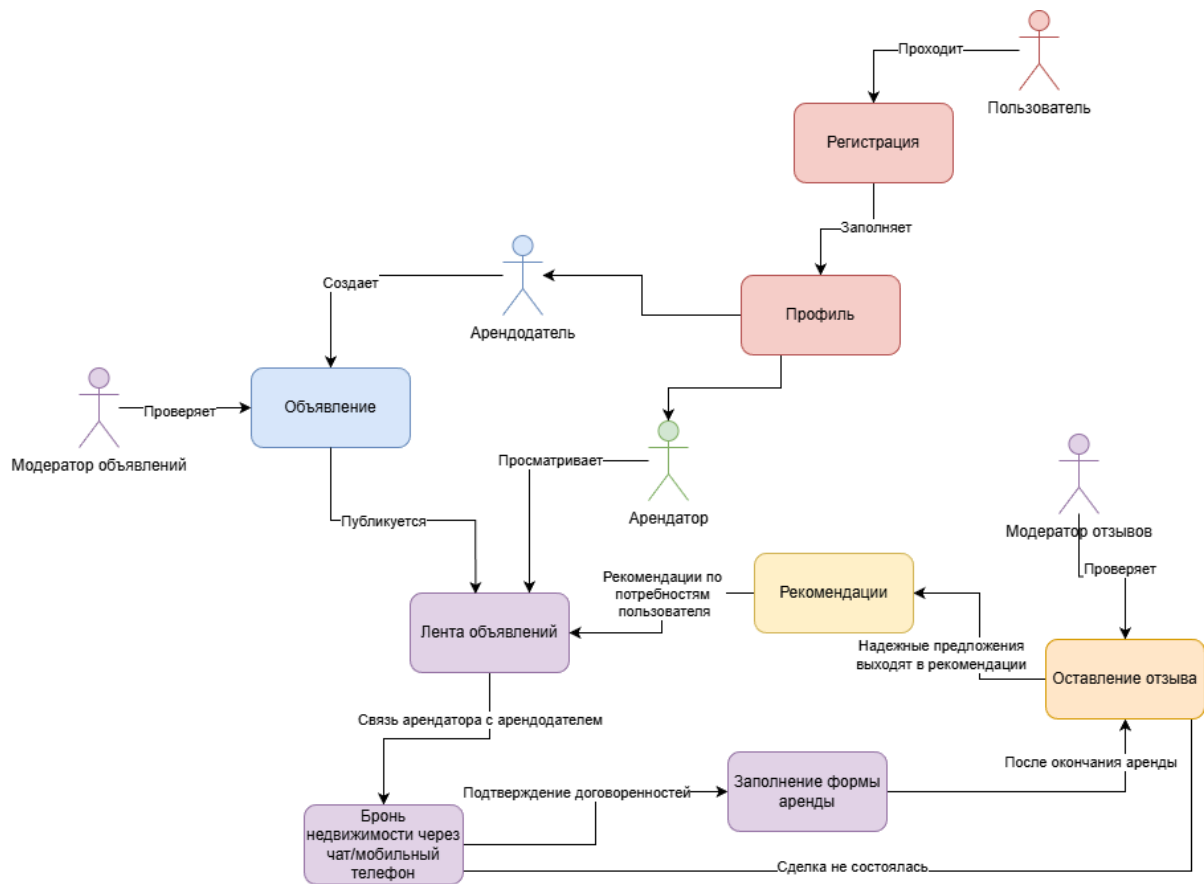 Проходит
Пользователь
Регистрация
Заполняет
Создает
Арендодатель
Профиль
Объявление
Проверяет
Модератор объявлений
Просматривает
Арендатор
Публикуется
Модератор отзывов
Проверяет
Рекомендации по
потребностям
пользователя
Рекомендации
Лента объявлений
Надежные предложения
выходят в рекомендации
Оставление отзыва
Связь арендатора с арендодателем
После окончания аренды
Заполнение формы
аренды
Подтверждение договоренностей
Бронь
недвижимости через
чат/мобильный
телефон
Сделка не состоялась